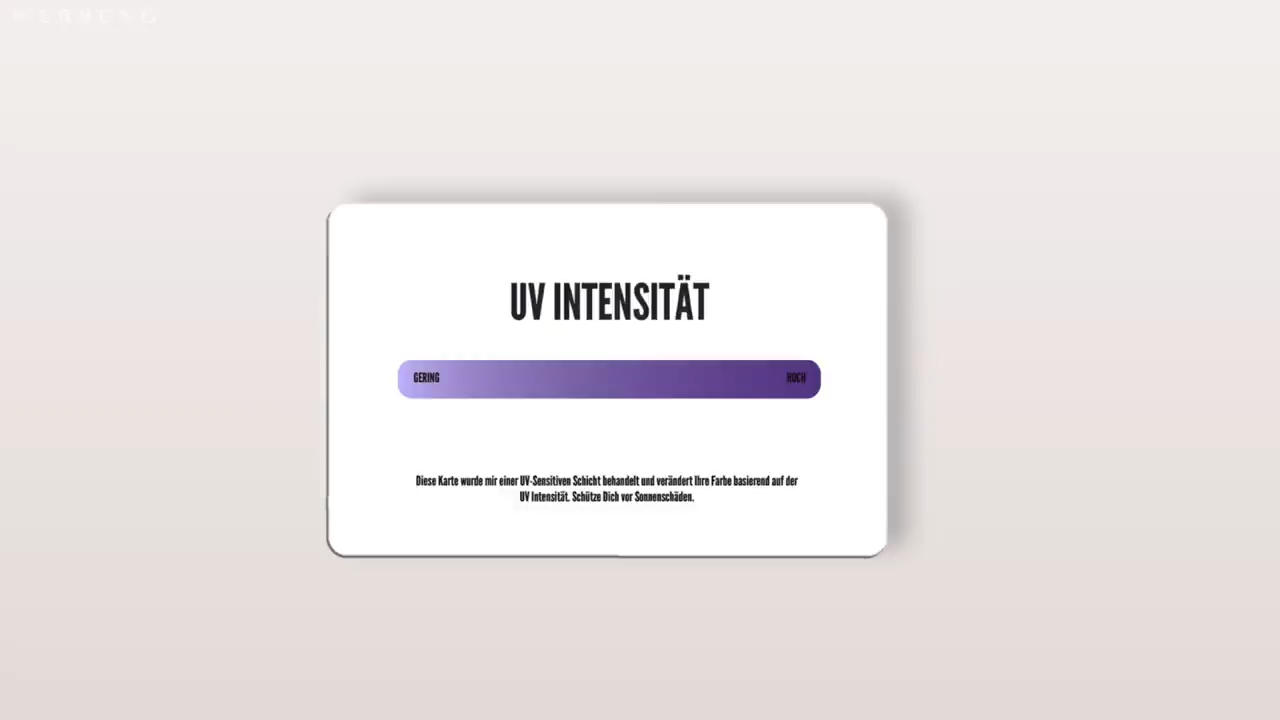 WERBUNG
UV INTENSITÄT
GERING HOCH
Diese Karte wurde mir einer UV-Sensitiven Schicht behandelt und verändert Ihre Farbe basierend auf der
UV Intensität. Schütze Dich vor Sonnenschäden.